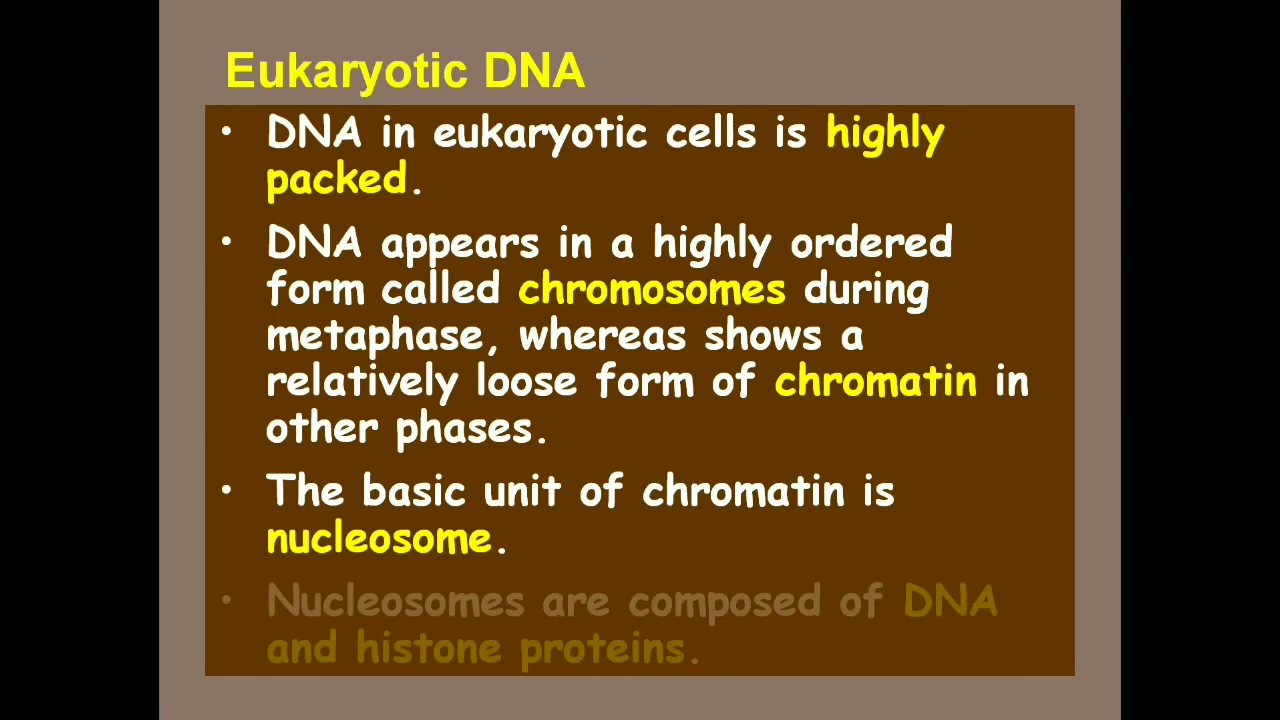 Eukaryotic DNA
• DNA in eukaryotic cells is highly
packed.
• DNA appears in a highly ordered
form called chromosomes during
metaphase, whereas shows a
relatively loose form of chromatin in
other phases.
• The basic unit of chromatin is
nucleosome.
• Nucleosomes are composed of DNA
and histone proteins.